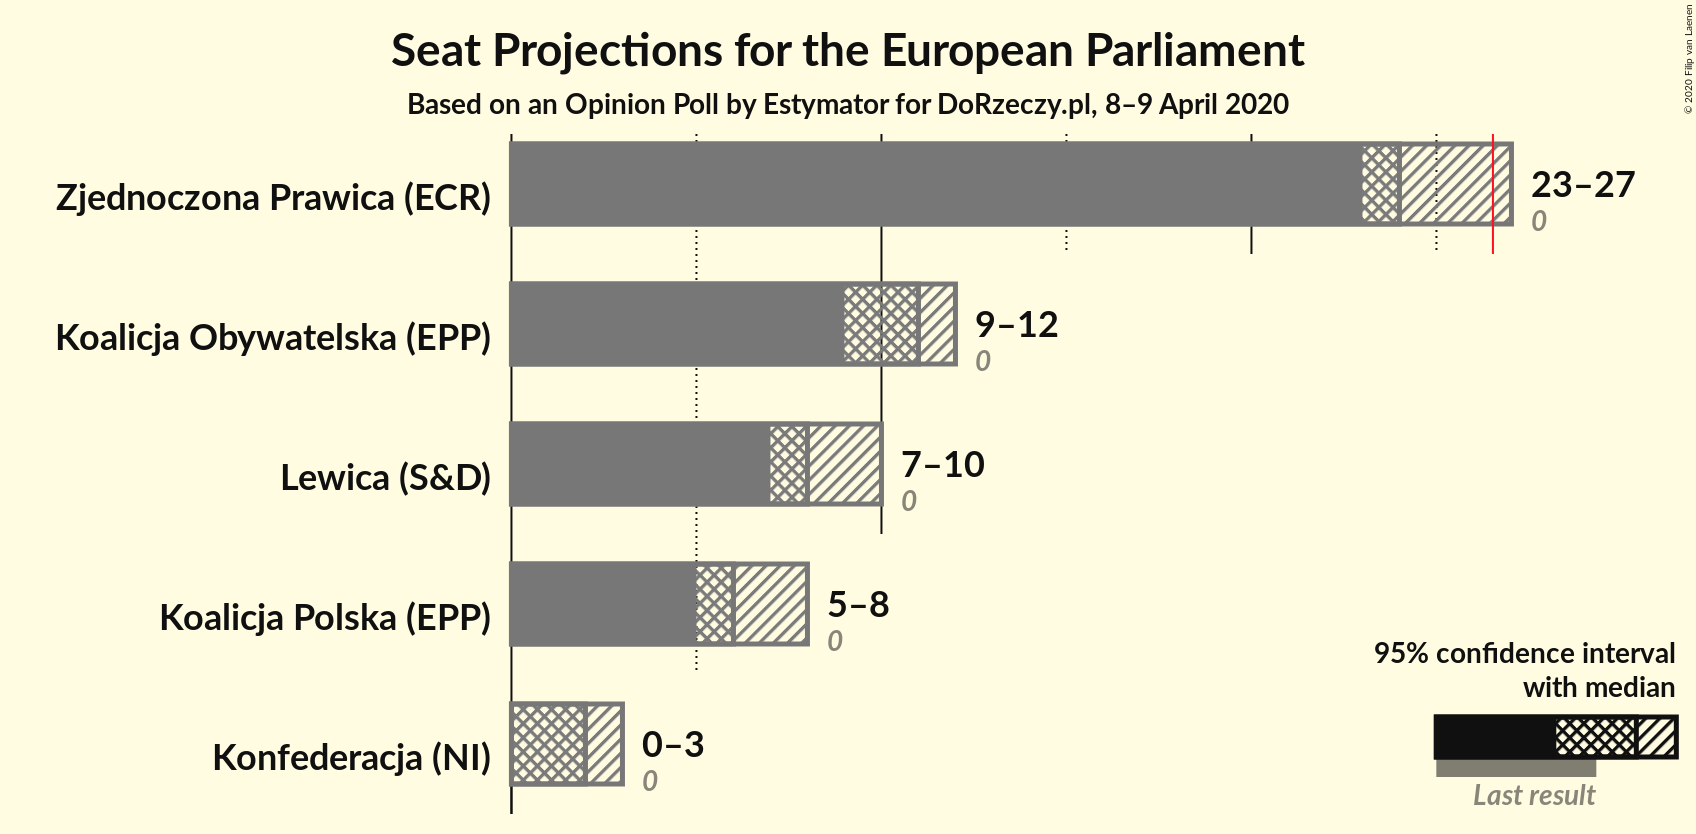 Seat Projections for the European Parliament
Based on an Opinion Poll by Estymator for DoRzeczy.pl, 8–9 April 2020
© 2020 Filip van Laenen
Zjednoczona Prawica (ECR)
23–27
0
Koalicja Obywatelska (EPP)
9–12
0
Lewica (S&D)
7–10
0
Koalicja Polska (EPP)
5–8
0
Konfederacja (NI)
0–3
0
95% confidence interval
with median
Last result